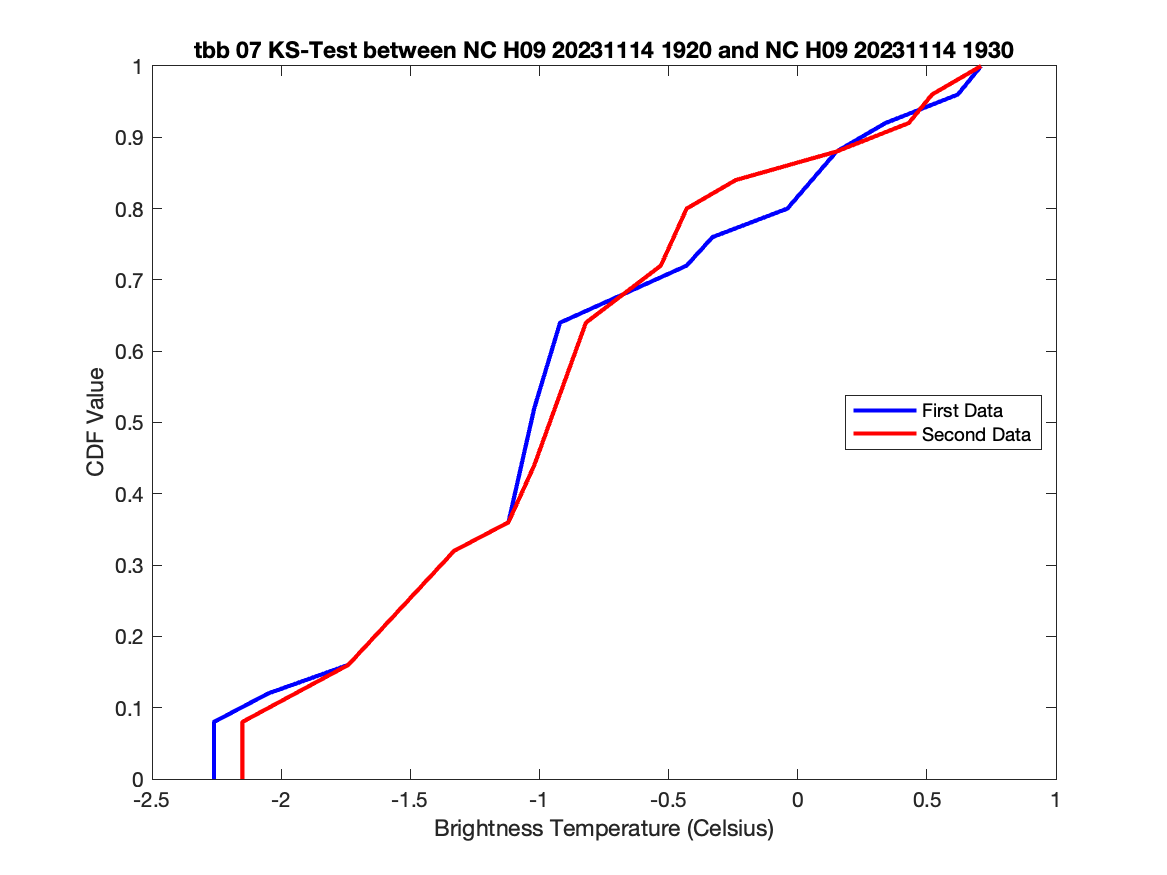 tbb 07 KS-Test between NC H09 20231114 1920 and NC H09 20231114 1930
1
0.9
0.8
0.7
0.6
0.5
0.4
0.3
0.2
0.1
0
CDF Value
First Data
Second Data
-2.5 -2 -1.5 -1 -0.5 0 0.5 1
Brightness Temperature (Celsius)